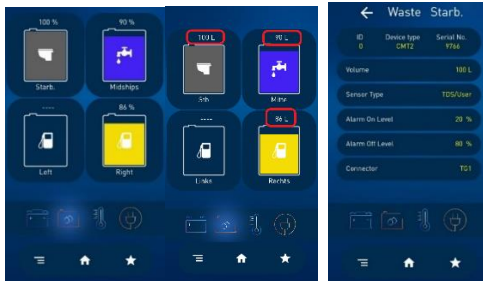 100 %
90 %
Starb.
Midships
----
86 %
Left
Right
100 L
90 L
Stb.
Mitte
----
86 L
Links
Rechts
Waste Starb.
ID
Device type
Serial No.
0
CMTZ
9766
Volume
100 L
Sensor Type
TDS/User
Alarm On Level
20 %
Alarm Off Level
80 %
Connector
TG1